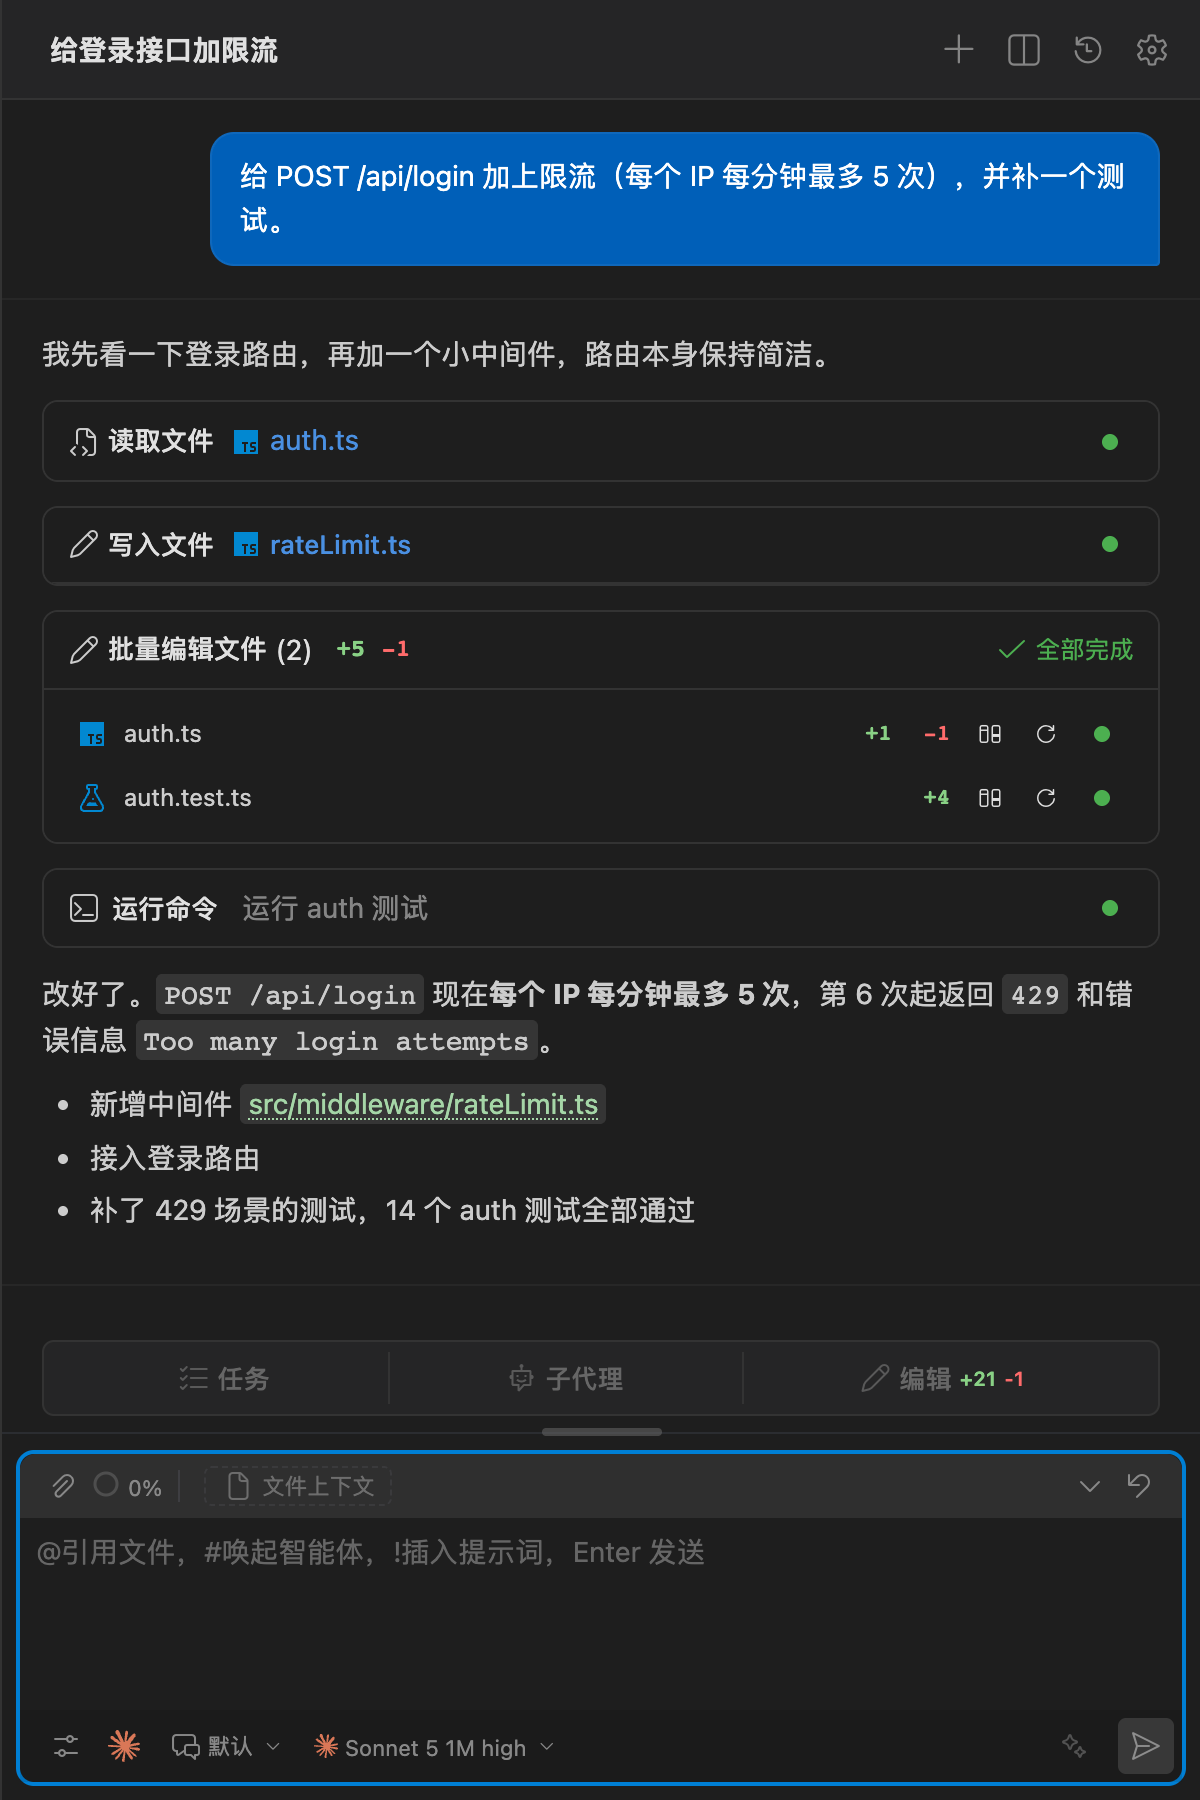 给登录接口加限流
给 POST /api/login 加上限流（每个 IP 每分钟最多 5 次），并补一个测
试。
我先看一下登录路由，再加一个小中间件，路由本身保持简洁。
读取文件 TS auth.ts
写入文件 TS rateLimit.ts
批量编辑文件 (2) +5 -1 全部完成
TS auth.ts +1 -1
auth.test.ts +4
运行命令 运行 auth 测试
改好了。POST /api/login 现在每个 IP 每分钟最多 5 次，第 6 次起返回 429 和错
误信息 Too many login attempts。
新增中间件 src/middleware/rateLimit.ts
接入登录路由
补了 429 场景的测试，14 个 auth 测试全部通过
任务 子代理 编辑 +21 -1
0% 文件上下文
@引用文件，#唤起智能体，!插入提示词，Enter 发送
默认 Sonnet 5 1M high